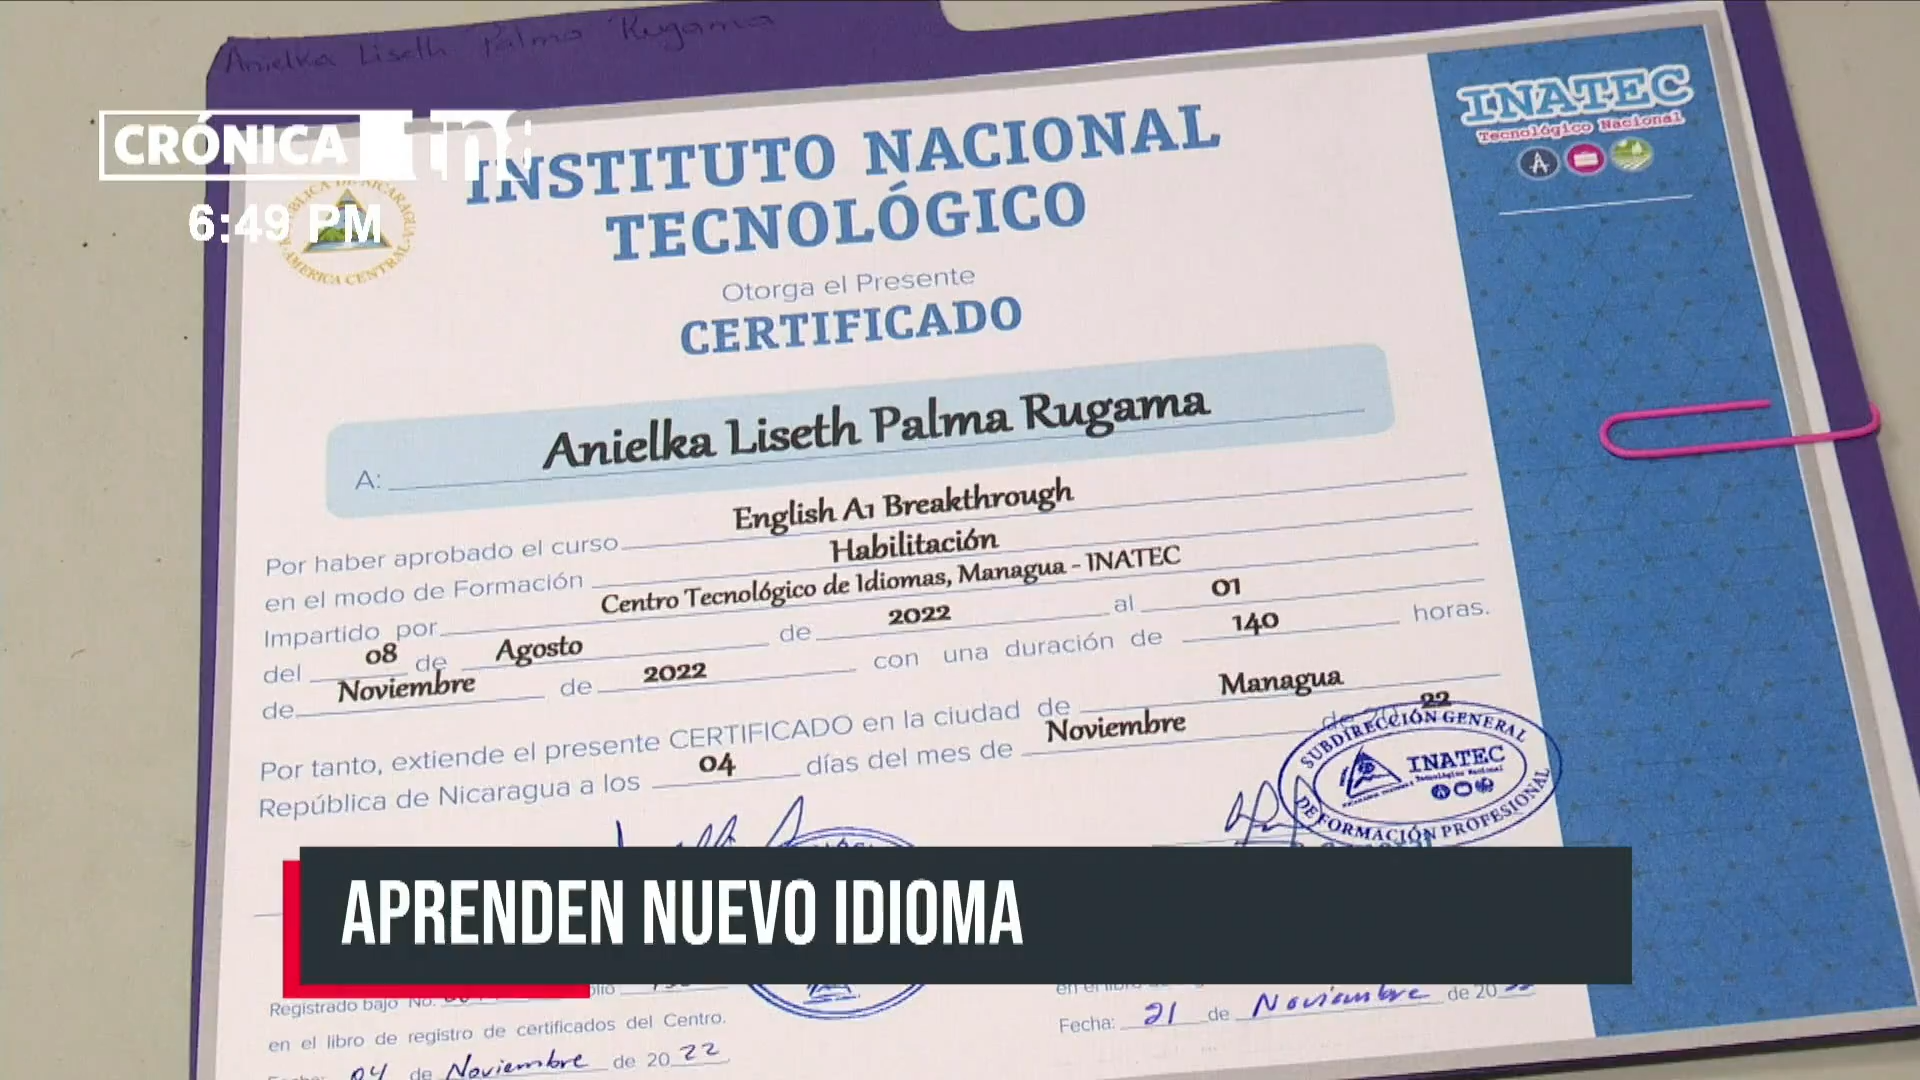 Anielka Liseth Palma Rugama
CRÓNICA
6:49 PM
INSTITUTO NACIONAL
TECNOLÓGICO
Otorga el Presente
CERTIFICADO
INATEC
Tecnológico Nacional
AMERICA CENTRAL
A: Anielka Liseth Palma Rugama
Por haber aprobado el curso English A1 Breakthrough
en el modo de Formación Habilitación
Impartido por Centro Tecnológico de Idiomas, Managua - INATEC
del 08 de Agosto de 2022 al 01
de Noviembre de 2022 con una duración de 140 horas.
Por tanto, extiende el presente CERTIFICADO en la ciudad de Managua
República de Nicaragua a los 04 días del mes de Noviembre de 20 22
SUBDIRECCIÓN GENERAL
INATEC
Tecnológico Nacional
DE FORMACIÓN PROFESIONAL
APRENDEN NUEVO IDIOMA
Registrado bajo No.
en el libro de registro de certificados del Centro.
04 de Noviembre de 20 22
Fecha: 21 de Noviembre de 20